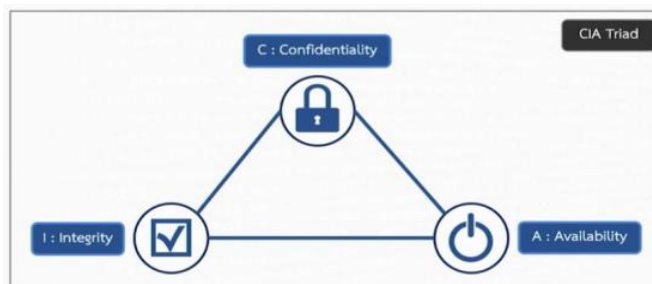 CIA Triad
C : Confidentiality
I : Integrity
A : Availability